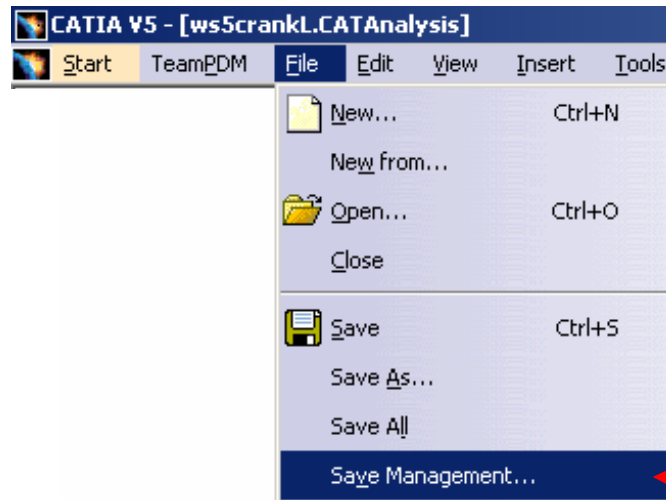 CATIA V5 - [ws5crankL.CATAnalysis]
Start TeamPDM File Edit View Insert Tools
New... Ctrl+N
New from...
Open... Ctrl+O
Close
Save Ctrl+S
Save As...
Save All
Save Management...